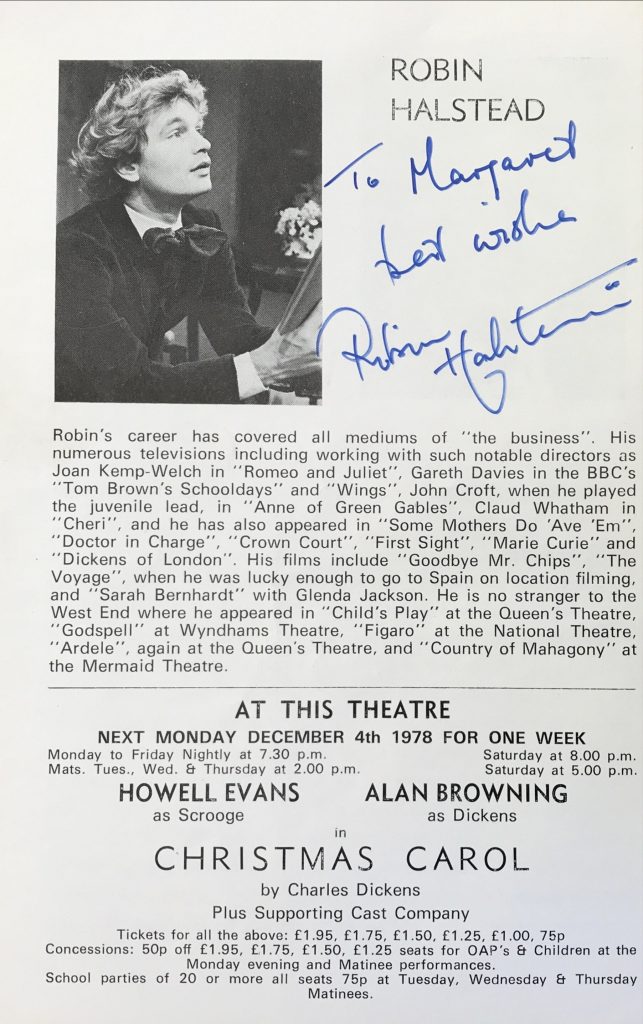 ROBIN
HALSTEAD
To Margaret
best wishes
Robin Halstead
Robin's career has covered all mediums of "the business". His
numerous televisions including working with such notable directors as
Joan Kemp-Welch in "Romeo and Juliet", Gareth Davies in the BBC's
"Tom Brown's Schooldays" and "Wings", John Croft, when he played
the juvenile lead, in "Anne of Green Gables", Claud Whatham in
"Cheri", and he has also appeared in "Some Mothers Do 'Ave 'Em",
"Doctor in Charge", "Crown Court", "First Sight", "Marie Curie" and
"Dickens of London". His films include "Goodbye Mr. Chips", "The
Voyage", when he was lucky enough to go to Spain on location filming,
and "Sarah Bernhardt" with Glenda Jackson. He is no stranger to the
West End where he appeared in "Child's Play" at the Queen's Theatre,
"Godspell" at Wyndhams Theatre, "Figaro" at the National Theatre,
"Ardele", again at the Queen's Theatre, and "Country of Mahagony" at
the Mermaid Theatre.
AT THIS THEATRE
NEXT MONDAY DECEMBER 4th 1978 FOR ONE WEEK
Monday to Friday Nightly at 7.30 p.m. Saturday at 8.00 p.m.
Mats. Tues., Wed. & Thursday at 2.00 p.m. Saturday at 5.00 p.m.
HOWELL EVANS ALAN BROWNING
as Scrooge as Dickens
in
CHRISTMAS CAROL
by Charles Dickens
Plus Supporting Cast Company
Tickets for all the above: £1.95, £1.75, £1.50, £1.25, £1.00, 75p
Concessions: 50p off £1.95, £1.75, £1.50, £1.25 seats for OAP's & Children at the
Monday evening and Matinee performances.
School parties of 20 or more all seats 75p at Tuesday, Wednesday & Thursday
Matinees.